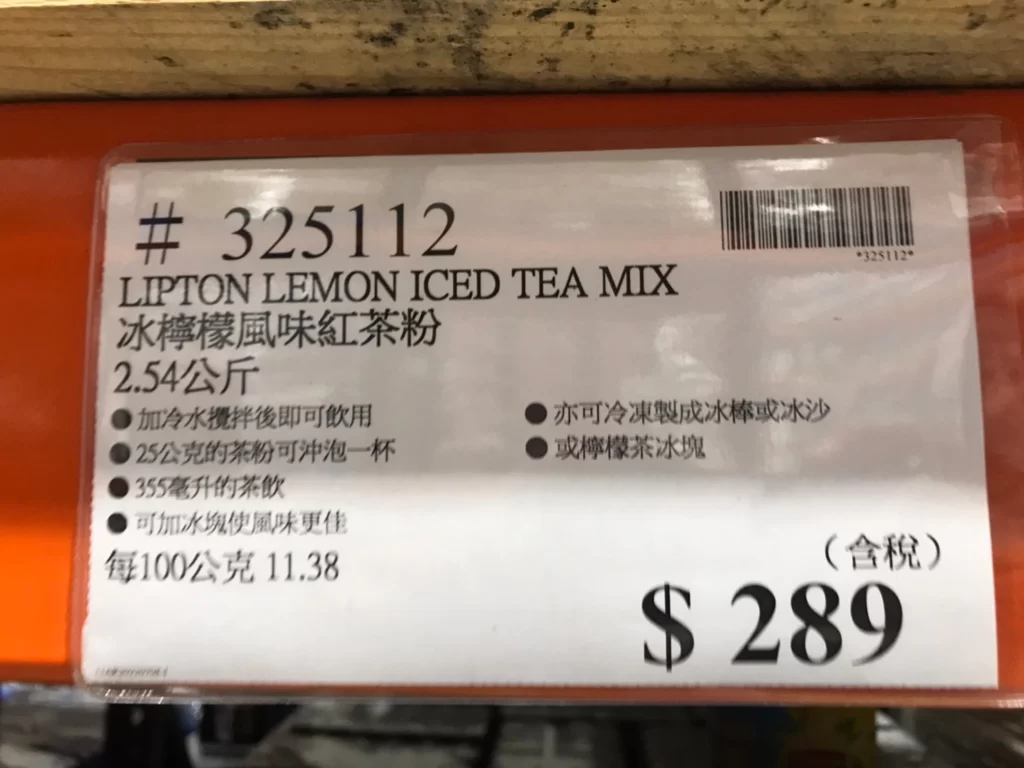 # 325112
*325112*
LIPTON LEMON ICED TEA MIX
冰檸檬風味紅茶粉
2.54公斤
●加冷水攪拌後即可飲用
●25公克的茶粉可沖泡一杯
●355毫升的茶飲
●可加冰塊使風味更佳
●亦可冷凍製成冰棒或冰沙
●或檸檬茶冰塊
每100公克 11.38
（含稅）
$ 289